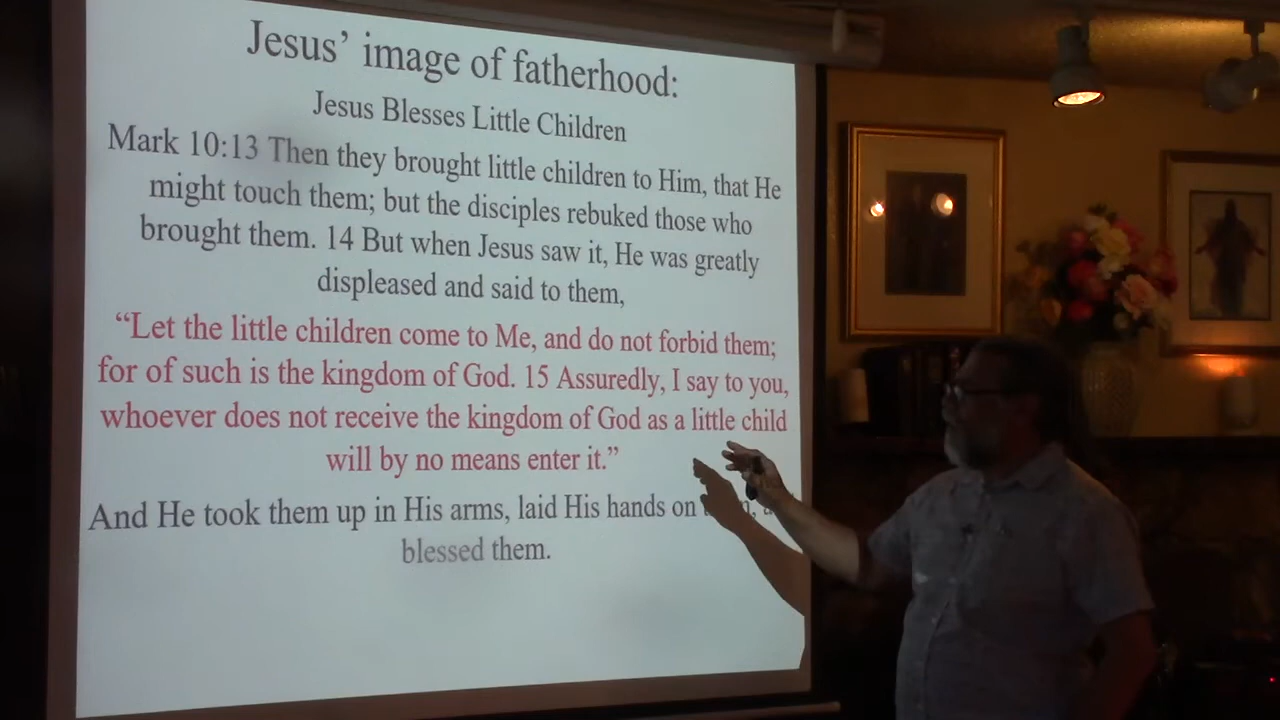 Jesus’ image of fatherhood:
Jesus Blesses Little Children
Mark 10:13 Then they brought little children to Him, that He
might touch them; but the disciples rebuked those who
brought them. 14 But when Jesus saw it, He was greatly
displeased and said to them,
“Let the little children come to Me, and do not forbid them;
for of such is the kingdom of God. 15 Assuredly, I say to you,
whoever does not receive the kingdom of God as a little child
will by no means enter it.”
And He took them up in His arms, laid His hands on
blessed them.